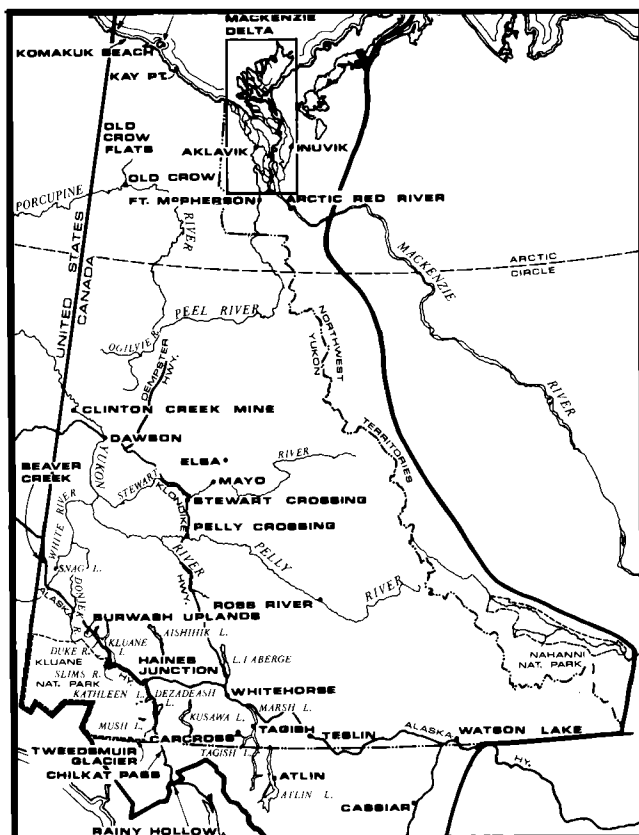 MACKENZIE
DELTA
KOMAKUK BEACH
KAY PT.
OLD
CROW
FLATS
AKLAVIK
INUVIK
OLD CROW
PORCUPINE
RIVER
FT. McPHERSON
ARCTIC RED RIVER
MACKENZIE
RIVER
ARCTIC
CIRCLE
UNITED STATES
CANADA
PEEL RIVER
OGILVIE R.
DEMPSTER
HWY.
NORTHWEST
YUKON
TERRITORIES
CLINTON CREEK MINE
DAWSON
YUKON
BEAVER
CREEK
ELSA
RIVER
MAYO
STEWART
KLONDIKE
STEWART CROSSING
PELLY CROSSING
WHITE RIVER
RIVER
HWY.
PELLY
RIVER
SNAG L.
DONJEK R.
ALASKA
ROSS RIVER
BURWASH UPLANDS
AISHIHIK L.
KLUANE
L.
DUKE R.
KLUANE
HAINES
JUNCTION
L. LABERGE
SLIMS R.
NAT. PARK
HY.
KATHLEEN L.
DEZADEASH
L.
WHITEHORSE
MARSH L.
NAHANNI
NAT. PARK
MUSH L.
KUSAWA L.
CARCROSS
TAGISH
TESLIN
ALASKA
WATSON LAKE
TAGISH L.
TWEEDSMUIR
GLACIER
CHILKAT PASS
ATLIN
ATLIN L.
HY.
CASSIAR
RAINY HOLLOW